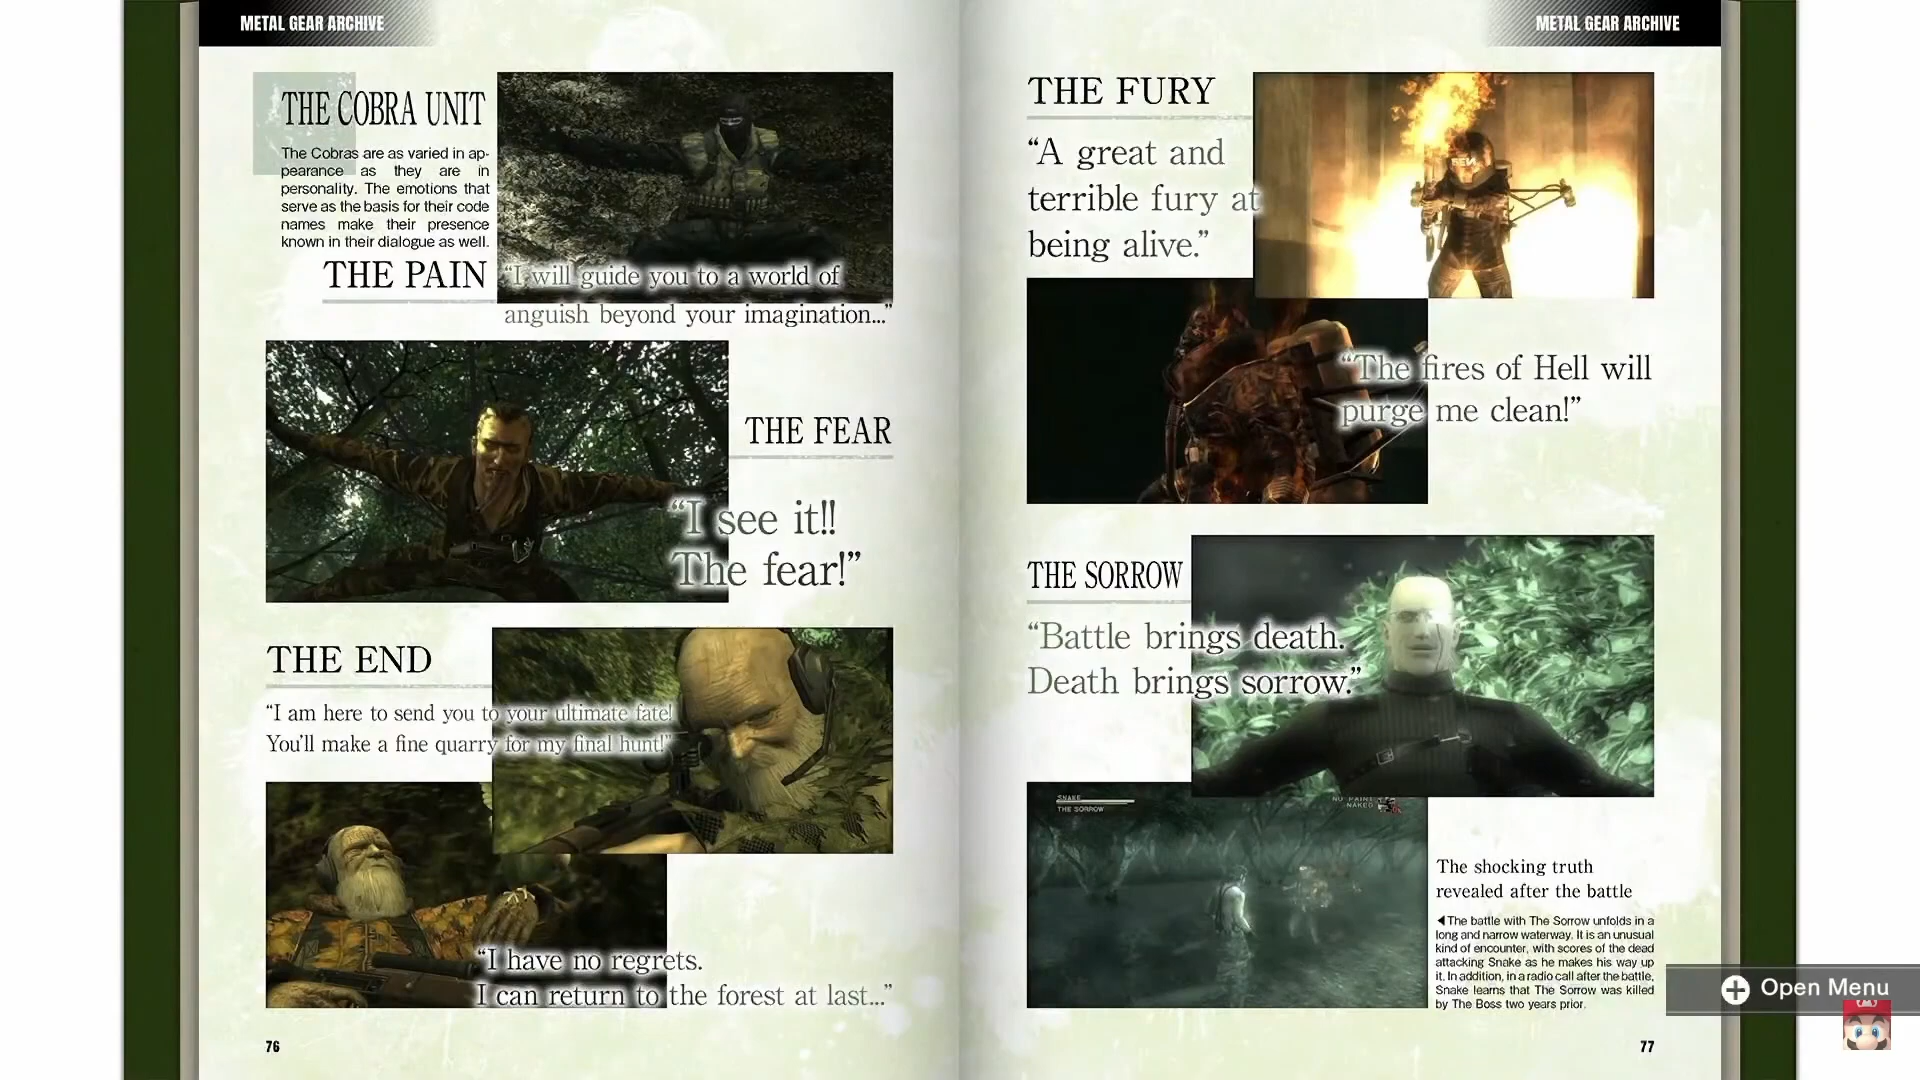 METAL GEAR ARCHIVE
THE COBRA UNIT
The Cobras are as varied in ap-
pearance as they are in
personality. The emotions that
serve as the basis for their code
names make their presence
known in their dialogue as well.
THE PAIN
“I will guide you to a world of
anguish beyond your imagination...”
THE FEAR
“I see it!!
The fear!”
THE END
“I am here to send you to your ultimate fate!
You'll make a fine quarry for my final hunt!”
“I have no regrets.
I can return to the forest at last...”
76
METAL GEAR ARCHIVE
THE FURY
“A great and
terrible fury at
being alive.”
“The fires of Hell will
purge me clean!”
THE SORROW
“Battle brings death.
Death brings sorrow.”
SNAKE
THE SORROW
NO PAINT
NAKED
The shocking truth
revealed after the battle
◀The battle with The Sorrow unfolds in a
long and narrow waterway. It is an unusual
kind of encounter, with scores of the dead
attacking Snake as he makes his way up
it. In addition, in a radio call after the battle,
Snake learns that The Sorrow was killed
by The Boss two years prior.
77
Open Menu